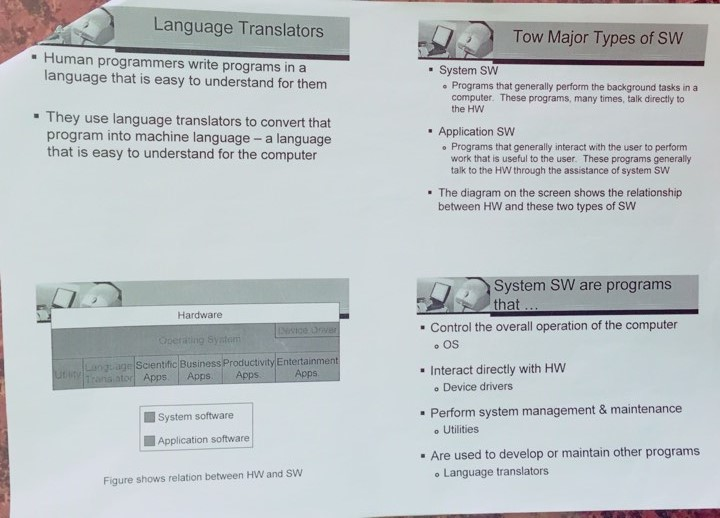 Language Translators
▪ Human programmers write programs in a
language that is easy to understand for them
▪ They use language translators to convert that
program into machine language – a language
that is easy to understand for the computer
Tow Major Types of SW
▪ System SW
o Programs that generally perform the background tasks in a
computer. These programs, many times, talk directly to
the HW
▪ Application SW
o Programs that generally interact with the user to perform
work that is useful to the user. These programs generally
talk to the HW through the assistance of system SW
▪ The diagram on the screen shows the relationship
between HW and these two types of SW
Hardware
Operating System
Device Driver
Utility
Language
Translator
Scientific
Apps.
Business
Apps.
Productivity
Apps.
Entertainment
Apps.
System software
Application software
Figure shows relation between HW and SW
System SW are programs
that ...
▪ Control the overall operation of the computer
o OS
▪ Interact directly with HW
o Device drivers
▪ Perform system management & maintenance
o Utilities
▪ Are used to develop or maintain other programs
o Language translators